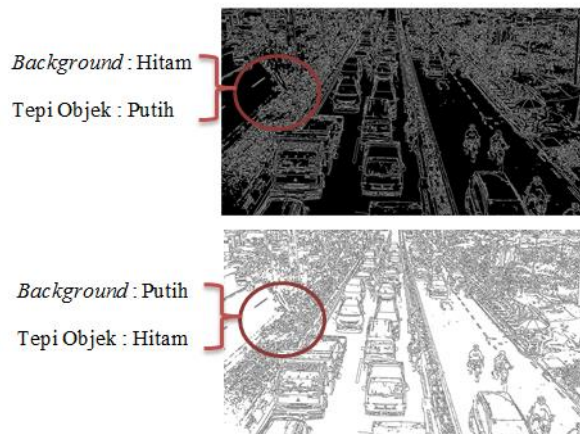 Background : Hitam
Tepi Objek : Putih
Background : Putih
Tepi Objek : Hitam